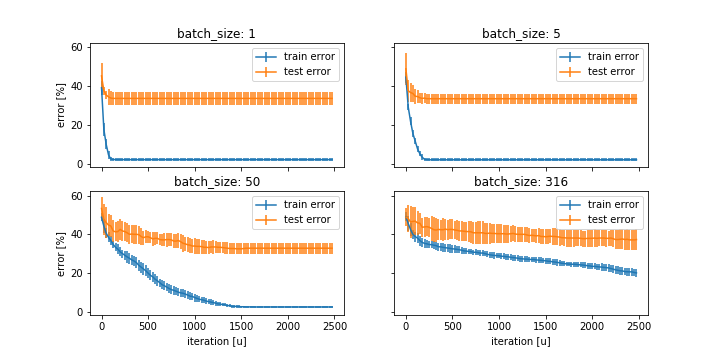 batch_size: 1
60
40
20
0
error [%]
train error
test error
batch_size: 5
train error
test error
batch_size: 50
60
40
20
0
error [%]
0
500
1000
1500
2000
2500
iteration [u]
train error
test error
batch_size: 316
0
500
1000
1500
2000
2500
iteration [u]
train error
test error